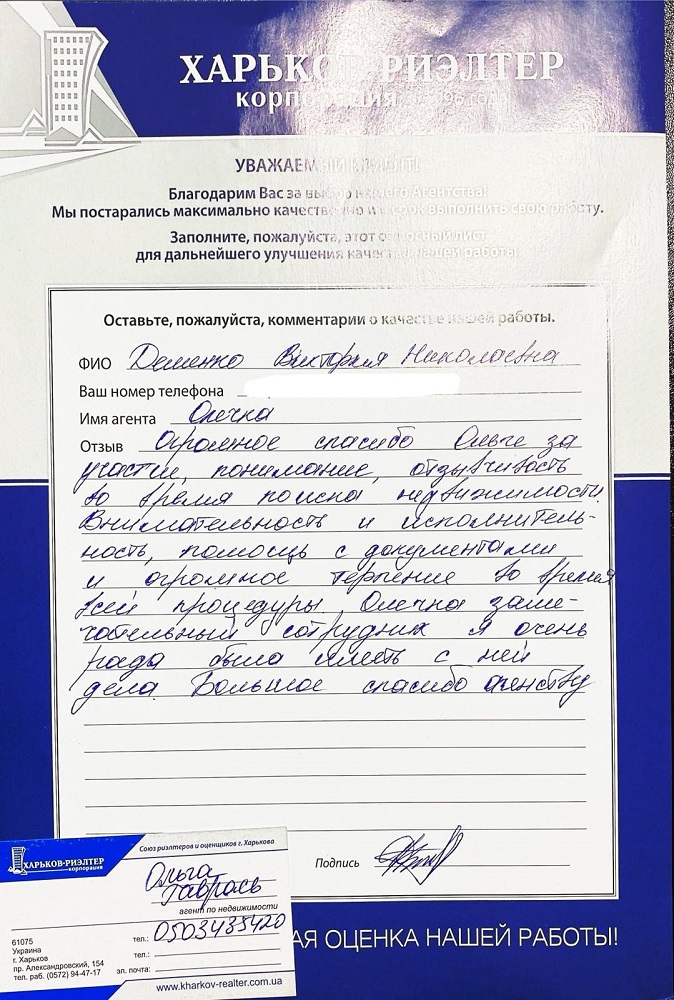 ХАРЬКОВ-РИЭЛТЕР
корпорация
УВАЖАЕМЫЙ КЛИЕНТ!
Благодарим Вас за выбор нашего Агентства!
Мы постарались максимально качественно и в срок выполнить свою работу.
Заполните, пожалуйста, этот опросный лист
для дальнейшего улучшения качества нашей работы.
Оставьте, пожалуйста, комментарии о качестве нашей работы.
ФИО Деменко Виктория Николаевна
Ваш номер телефона
Имя агента Олечка
Отзыв Огромное спасибо Ольге за
участие, понимание, отзывчивость
во время поиска недвижимости.
Внимательность и исполнитель-
ность, помощь с документами
и огромное терпение во время
всей процедуры. Олечка заме-
чательный сотрудник я очень
рада была иметь с ней
дела. Большое спасибо агенству
Подпись
ХАРЬКОВ-РИЭЛТЕР
корпорация
Союз риэлтеров и оценщиков г. Харькова
Ольга
Гаврась
агент по недвижимости
тел.: 0503435420
тел.:
эл. почта:
61075
Украина
г. Харьков
пр. Александровский, 154
тел. раб. (0572) 94-47-17
www.kharkov-realter.com.ua
АЯ ОЦЕНКА НАШЕЙ РАБОТЫ!